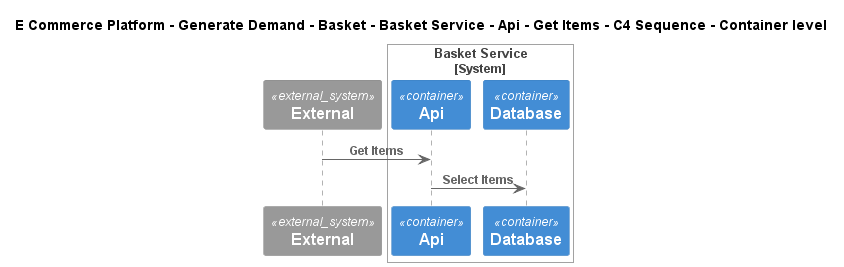 E Commerce Platform - Generate Demand - Basket - Basket Service - Api - Get Items - C4 Sequence - Container level
Basket Service
[System]
«external_system» «container» «container»
External Api Database
Get Items
Select Items
«external_system» «container» «container»
External Api Database